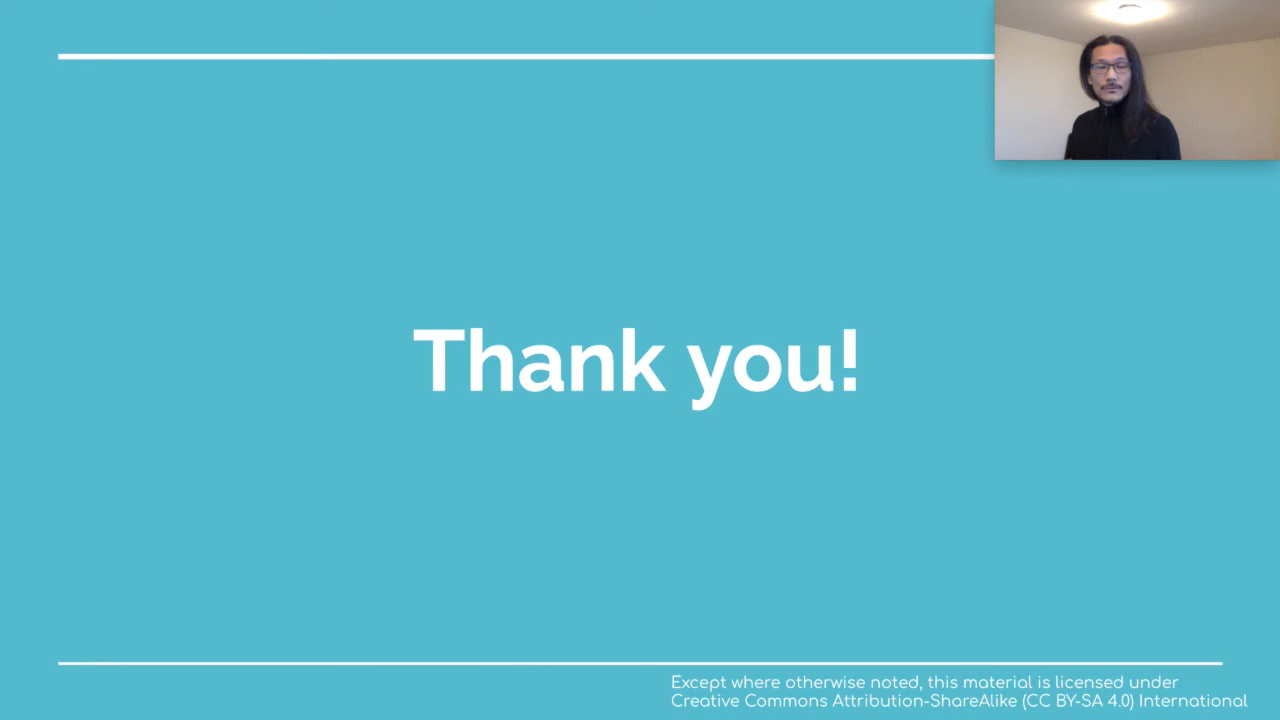 Thank you!
Except where otherwise noted, this material is licensed under
Creative Commons Attribution-ShareAlike (CC BY-SA 4.0) International